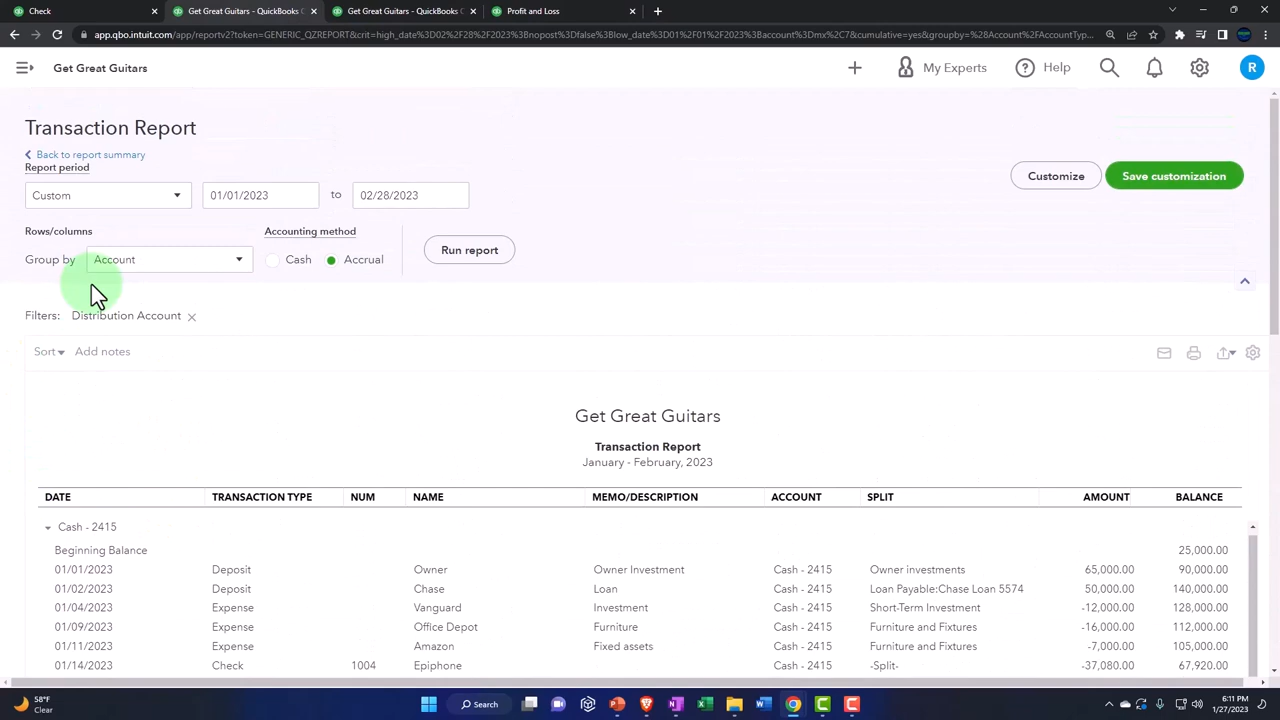 Check
Get Great Guitars - QuickBooks C
Get Great Guitars - QuickBooks C
Profit and Loss
app.qbo.intuit.com/app/reportv2?token=GENERIC_QZREPORT&crit=high_date%3D02%2F28%2F2023%3Bnopost%3Dfalse%3Blow_date%3D01%2F01%2F2023%3Baccount%3Dmx%2C7&cumulative=yes&groupby=%28Account%2CAccountTyp...
Get Great Guitars
My Experts
Help
R
Transaction Report
Back to report summary
Report period
Custom
01/01/2023
to
02/28/2023
Customize
Save customization
Rows/columns
Accounting method
Group by
Account
Cash
Accrual
Run report
Filters: Distribution Account
Sort
Add notes
Get Great Guitars
Transaction Report
January - February, 2023
DATE TRANSACTION TYPE NUM NAME MEMO/DESCRIPTION ACCOUNT SPLIT AMOUNT BALANCE
Cash - 2415
Beginning Balance 25,000.00
01/01/2023 Deposit Owner Owner Investment Cash - 2415 Owner investments 65,000.00 90,000.00
01/02/2023 Deposit Chase Loan Cash - 2415 Loan Payable:Chase Loan 5574 50,000.00 140,000.00
01/04/2023 Expense Vanguard Investment Cash - 2415 Short-Term Investment -12,000.00 128,000.00
01/09/2023 Expense Office Depot Furniture Cash - 2415 Furniture and Fixtures -16,000.00 112,000.00
01/11/2023 Expense Amazon Fixed assets Cash - 2415 Furniture and Fixtures -7,000.00 105,000.00
01/14/2023 Check 1004 Epiphone Cash - 2415 -Split- -37,080.00 67,920.00
58°F
Clear
Search
6:11 PM
1/27/2023